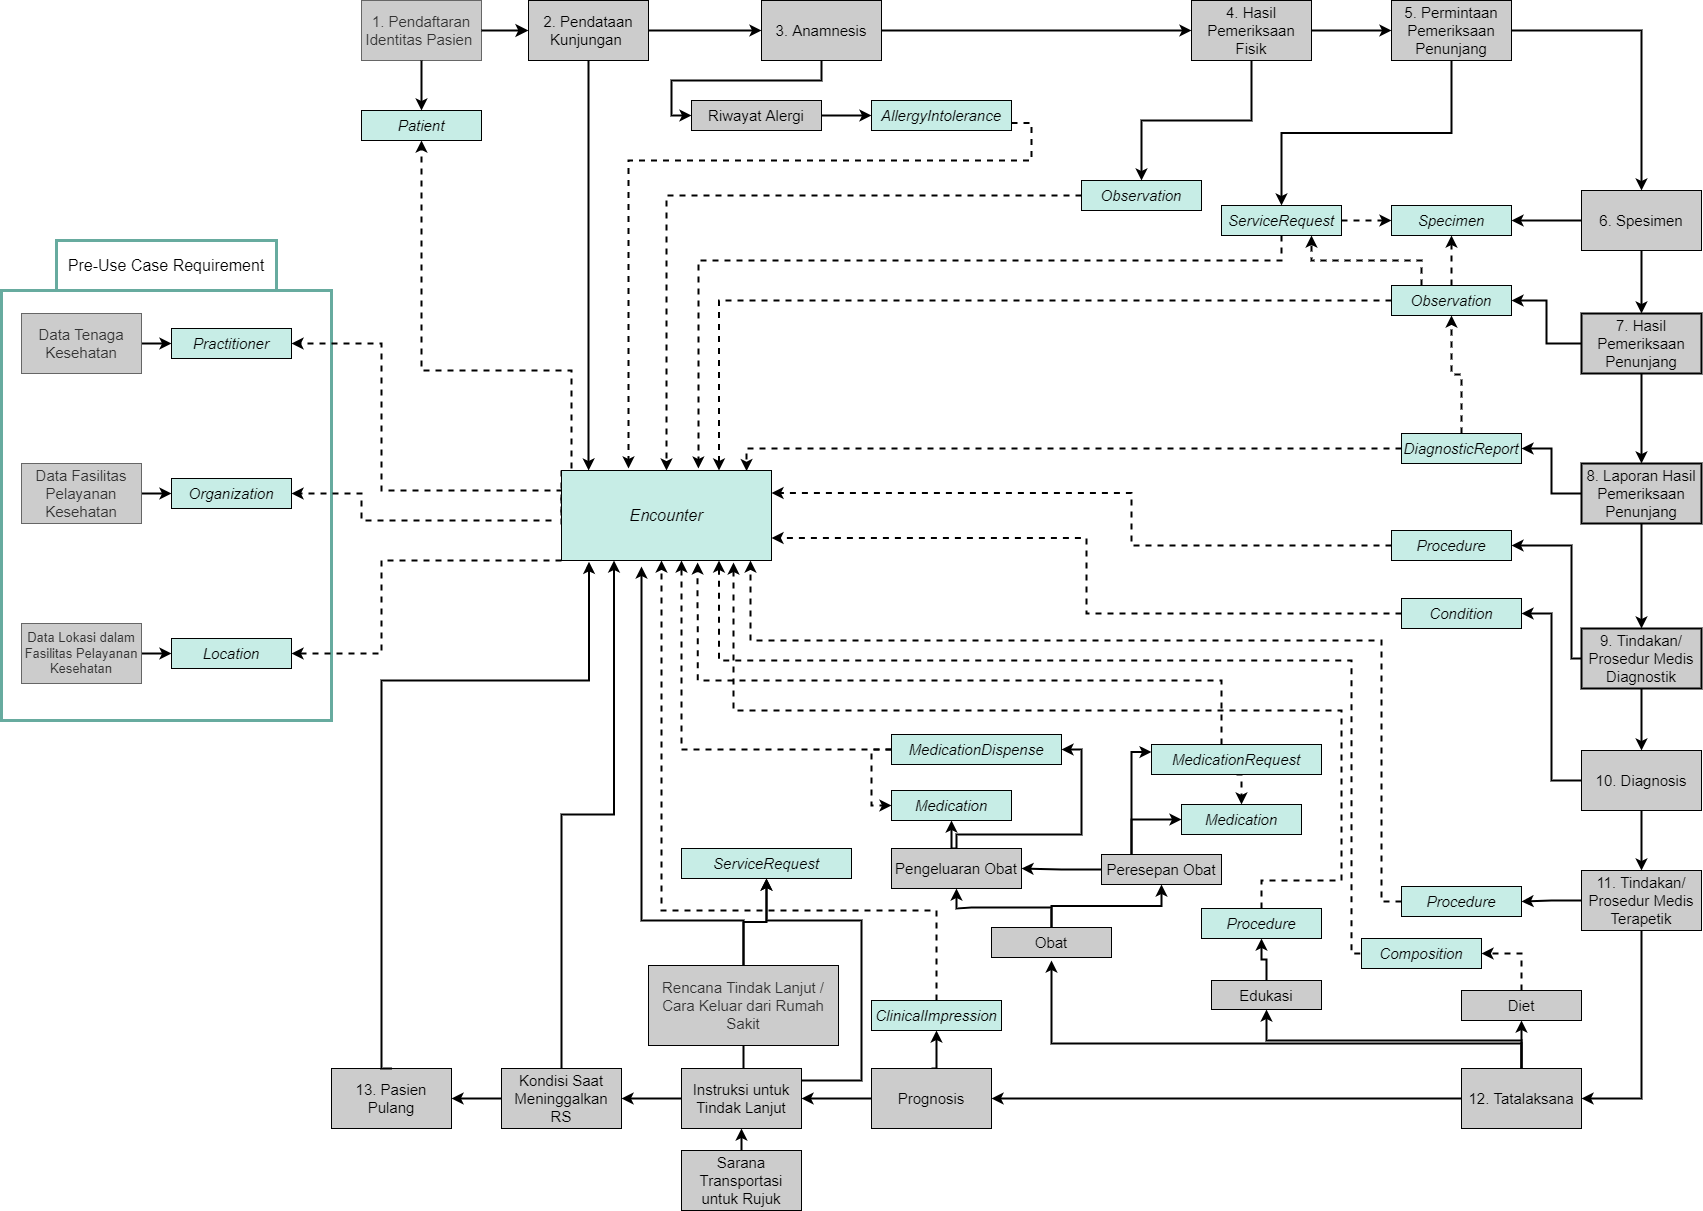 1. Pendaftaran
Identitas Pasien
2. Pendataan
Kunjungan
3. Anamnesis
4. Hasil
Pemeriksaan
Fisik
5. Permintaan
Pemeriksaan
Penunjang
Patient
Riwayat Alergi
AllergyIntolerance
Observation
ServiceRequest
Specimen
6. Spesimen
Pre-Use Case Requirement
Observation
Data Tenaga
Kesehatan
Practitioner
7. Hasil
Pemeriksaan
Penunjang
DiagnosticReport
Data Fasilitas
Pelayanan
Kesehatan
Organization
Encounter
8. Laporan Hasil
Pemeriksaan
Penunjang
Procedure
Condition
Data Lokasi dalam
Fasilitas Pelayanan
Kesehatan
Location
9. Tindakan/
Prosedur Medis
Diagnostik
MedicationDispense
MedicationRequest
10. Diagnosis
Medication
Medication
ServiceRequest
Pengeluaran Obat
Peresepan Obat
11. Tindakan/
Prosedur Medis
Terapetik
Procedure
Procedure
Obat
Composition
Rencana Tindak Lanjut /
Cara Keluar dari Rumah
Sakit
Edukasi
Diet
ClinicalImpression
13. Pasien
Pulang
Kondisi Saat
Meninggalkan
RS
Instruksi untuk
Tindak Lanjut
Prognosis
12. Tatalaksana
Sarana
Transportasi
untuk Rujuk